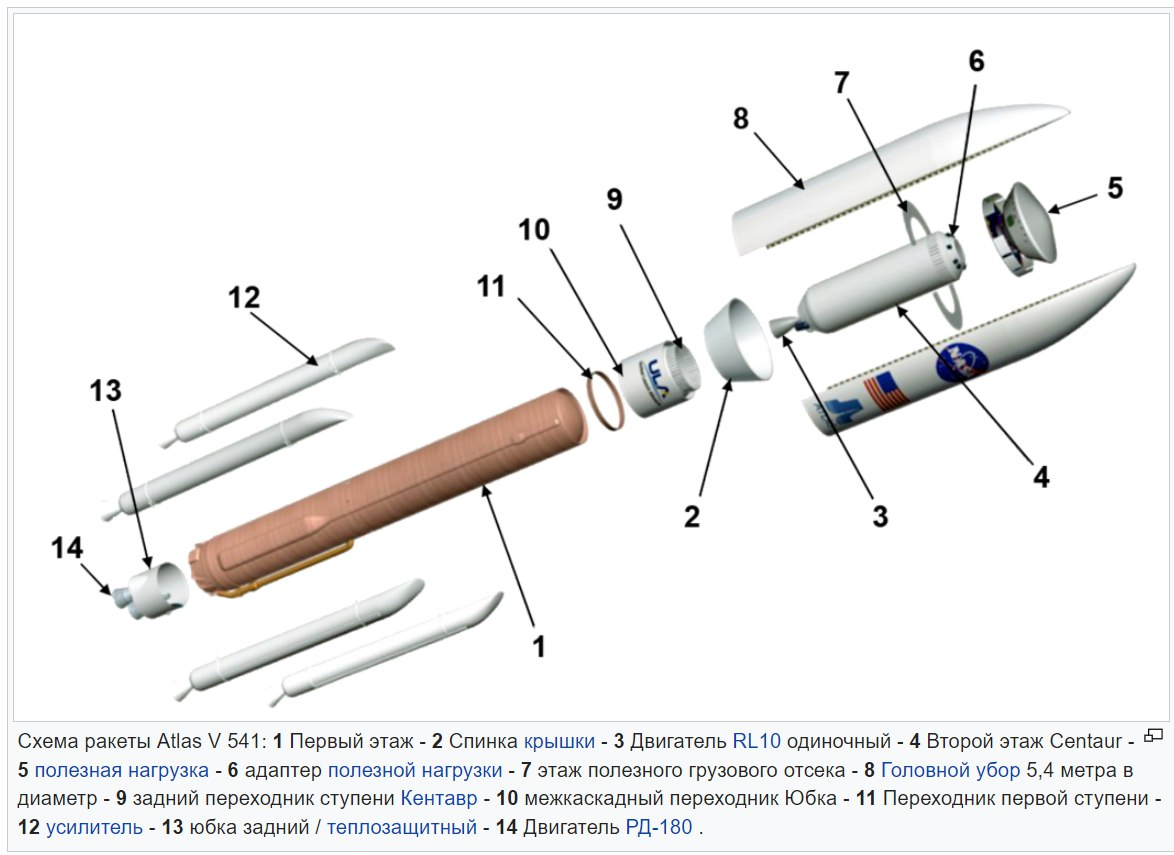 6
7
8
5
9
10
11
12
ULA
NASA
13
4
2
3
14
1
Схема ракеты Atlas V 541: 1 Первый этаж - 2 Спинка крышки - 3 Двигатель RL10 одиночный - 4 Второй этаж Centaur -
5 полезная нагрузка - 6 адаптер полезной нагрузки - 7 этаж полезного грузового отсека - 8 Головной убор 5,4 метра в
диаметр - 9 задний переходник ступени Кентавр - 10 межкаскадный переходник Юбка - 11 Переходник первой ступени -
12 усилитель - 13 юбка задний / теплозащитный - 14 Двигатель РД-180 .